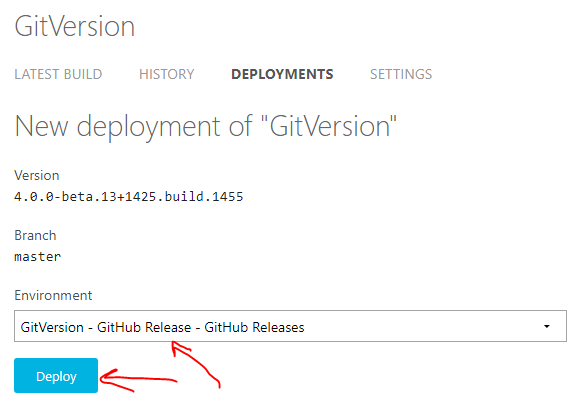 GitVersion
LATEST BUILD HISTORY DEPLOYMENTS SETTINGS
New deployment of "GitVersion"
Version
4.0.0-beta.13+1425.build.1455
Branch
master
Environment
GitVersion - GitHub Release - GitHub Releases
Deploy